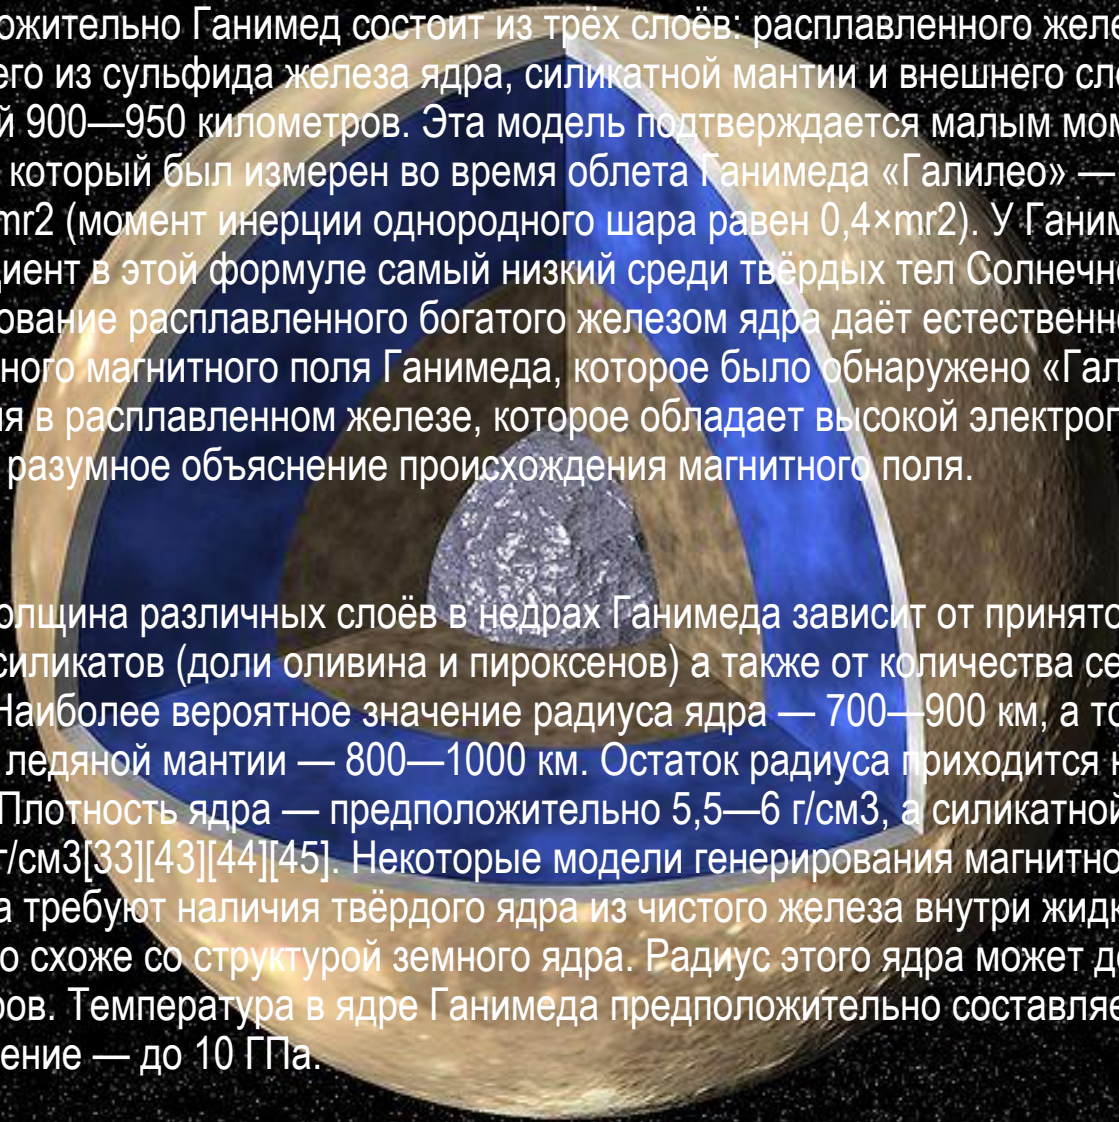 ожительно Ганимед состоит из трёх слоёв: расплавленного желе
его из сульфида железа ядра, силикатной мантии и внешнего сло
й 900—950 километров. Эта модель подтверждается малым мом
который был измерен во время облета Ганимеда «Галилео» —
mr2 (момент инерции однородного шара равен 0,4×mr2). У Ганим
циент в этой формуле самый низкий среди твёрдых тел Солнечно
ование расплавленного богатого железом ядра даёт естественно
ного магнитного поля Ганимеда, которое было обнаружено «Гал
ия в расплавленном железе, которое обладает высокой электроп
разумное объяснение происхождения магнитного поля.
олщина различных слоёв в недрах Ганимеда зависит от принято
силикатов (доли оливина и пироксенов) а также от количества се
Наиболее вероятное значение радиуса ядра — 700—900 км, а то
ледяной мантии — 800—1000 км. Остаток радиуса приходится н
Плотность ядра — предположительно 5,5—6 г/см3, а силикатной
г/см3[33][43][44][45]. Некоторые модели генерирования магнитно
а требуют наличия твёрдого ядра из чистого железа внутри жидк
о схоже со структурой земного ядра. Радиус этого ядра может до
ров. Температура в ядре Ганимеда предположительно составляе
ение — до 10 ГПа.